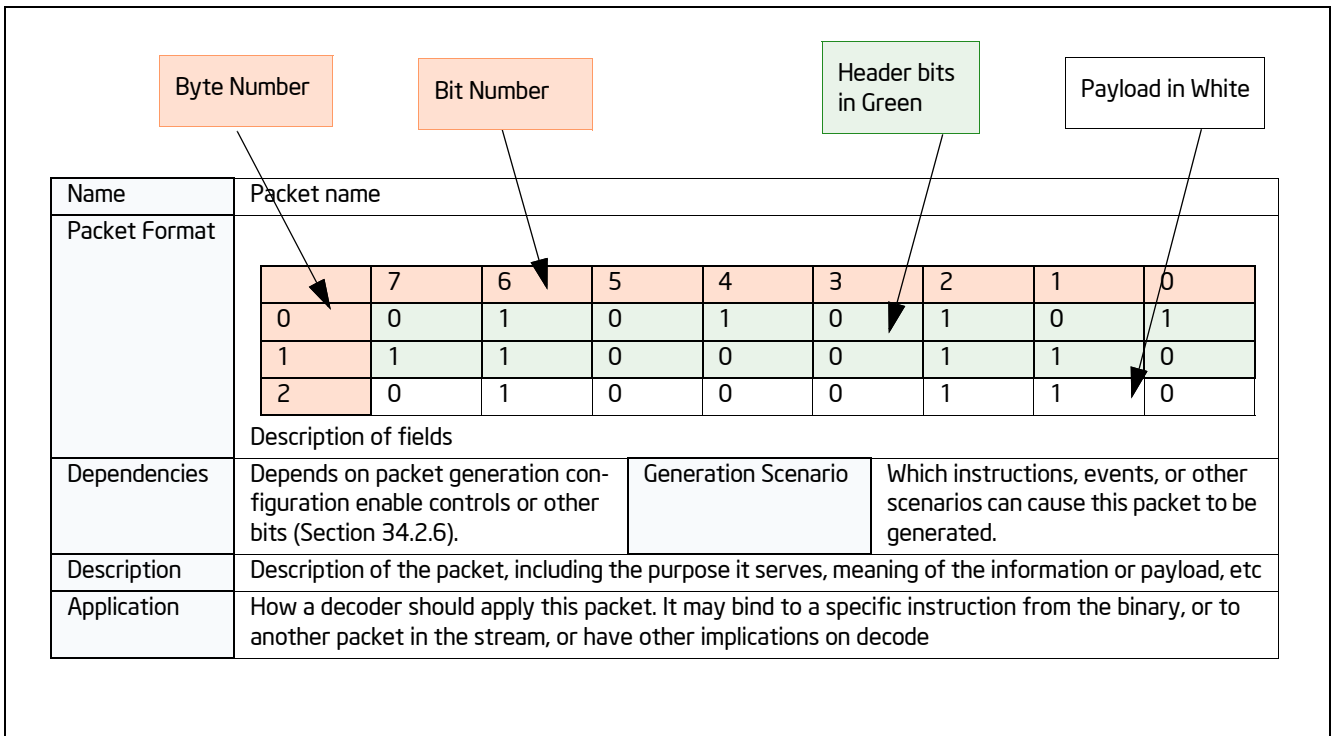 Byte Number
Bit Number
Header bits
in Green
Payload in White
Name
Packet name
Packet Format
7 6 5 4 3 2 1 0
0 0 1 0 1 0 1 0 1
1 1 1 0 0 0 1 1 0
2 0 1 0 0 0 1 1 0
Description of fields
Dependencies
Depends on packet generation con-
figuration enable controls or other
bits (Section 34.2.6).
Generation Scenario
Which instructions, events, or other
scenarios can cause this packet to be
generated.
Description
Description of the packet, including the purpose it serves, meaning of the information or payload, etc
Application
How a decoder should apply this packet. It may bind to a specific instruction from the binary, or to
another packet in the stream, or have other implications on decode